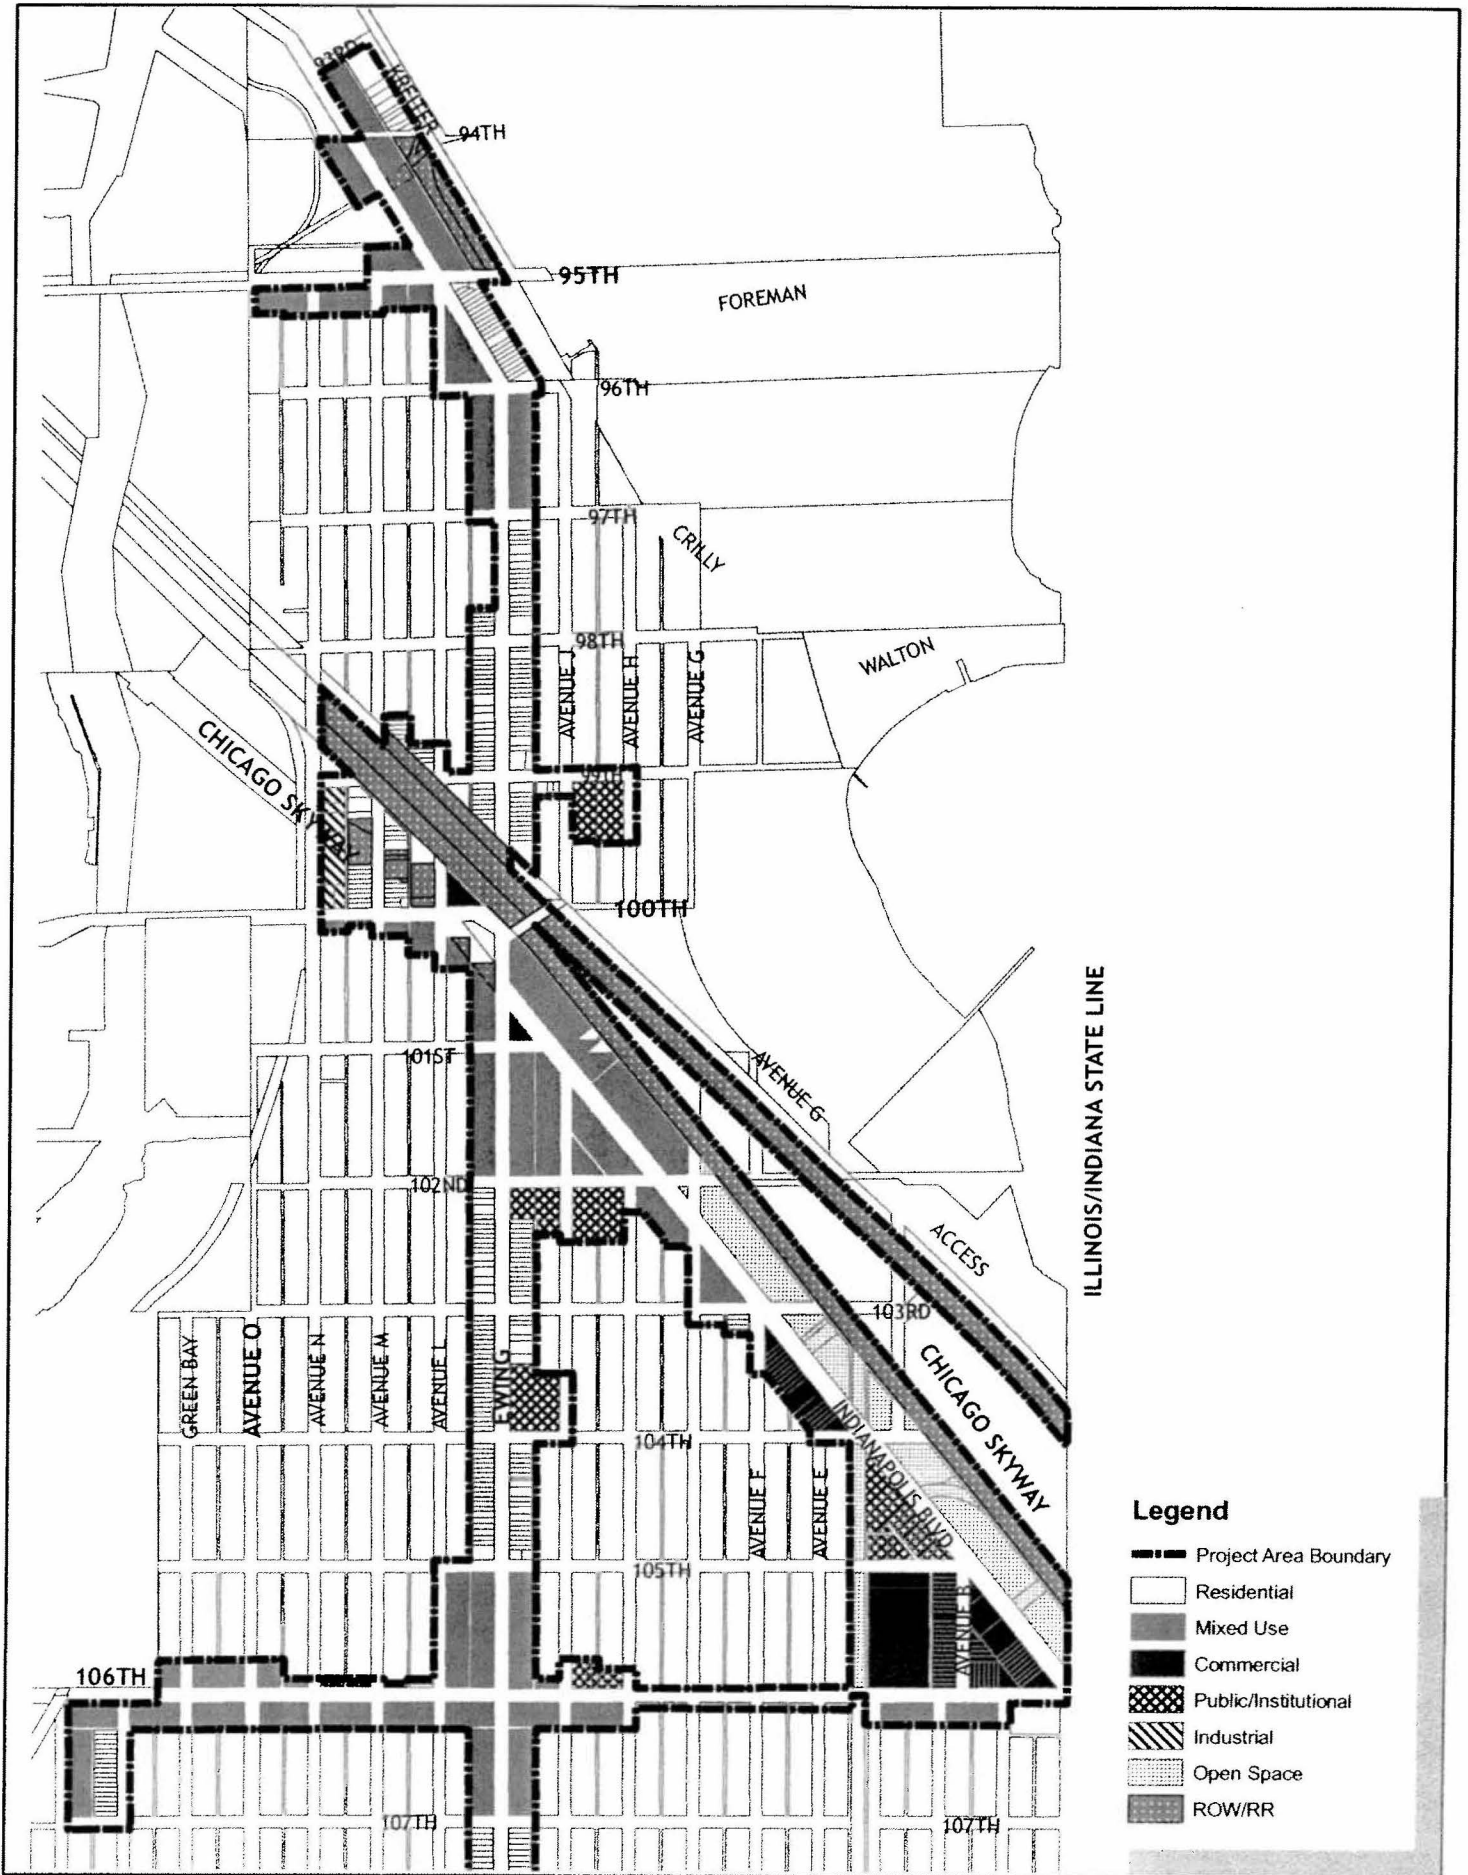 93RD
KREITER
94TH
95TH
FOREMAN
96TH
97TH
CRILLY
98TH
WALTON
AVENUE J
AVENUE H
AVENUE G
CHICAGO SKYWAY
99TH
100TH
ILLINOIS/INDIANA STATE LINE
101ST
AVENUE G
102ND
ACCESS
103RD
GREEN BAY
AVENUE O
AVENUE N
AVENUE M
AVENUE L
EWING
CHICAGO SKYWAY
INDIANAPOLIS BLVD
104TH
AVENUE F
AVENUE E
105TH
AVENUE B
106TH
107TH
107TH
Legend
Project Area Boundary
Residential
Mixed Use
Commercial
Public/Institutional
Industrial
Open Space
ROW/RR